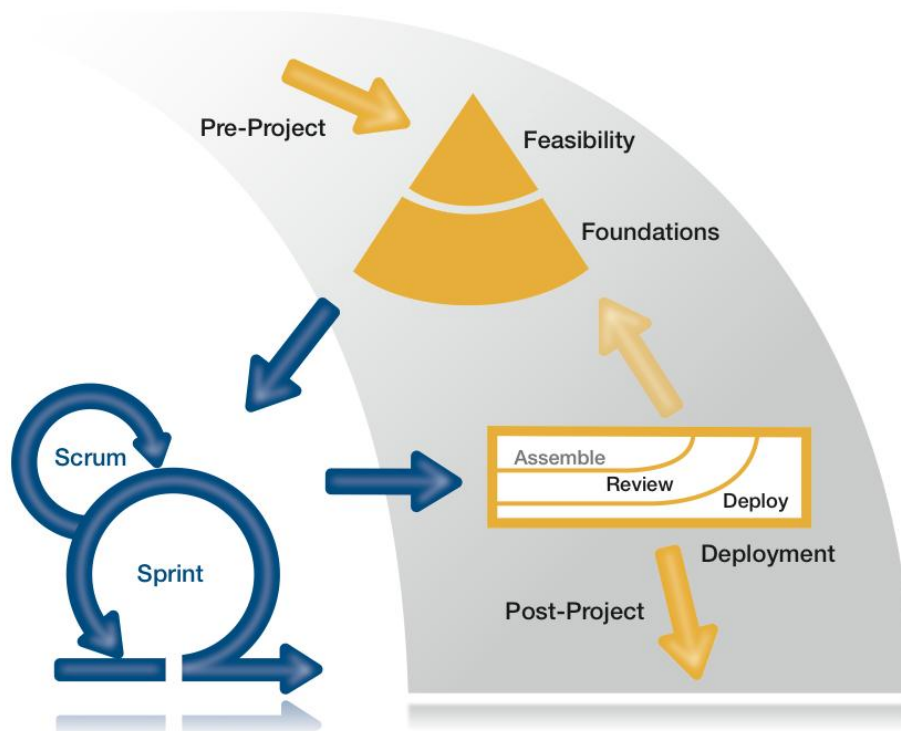 Pre-Project
Feasibility
Foundations
Scrum
Sprint
Assemble
Review
Deploy
Deployment
Post-Project